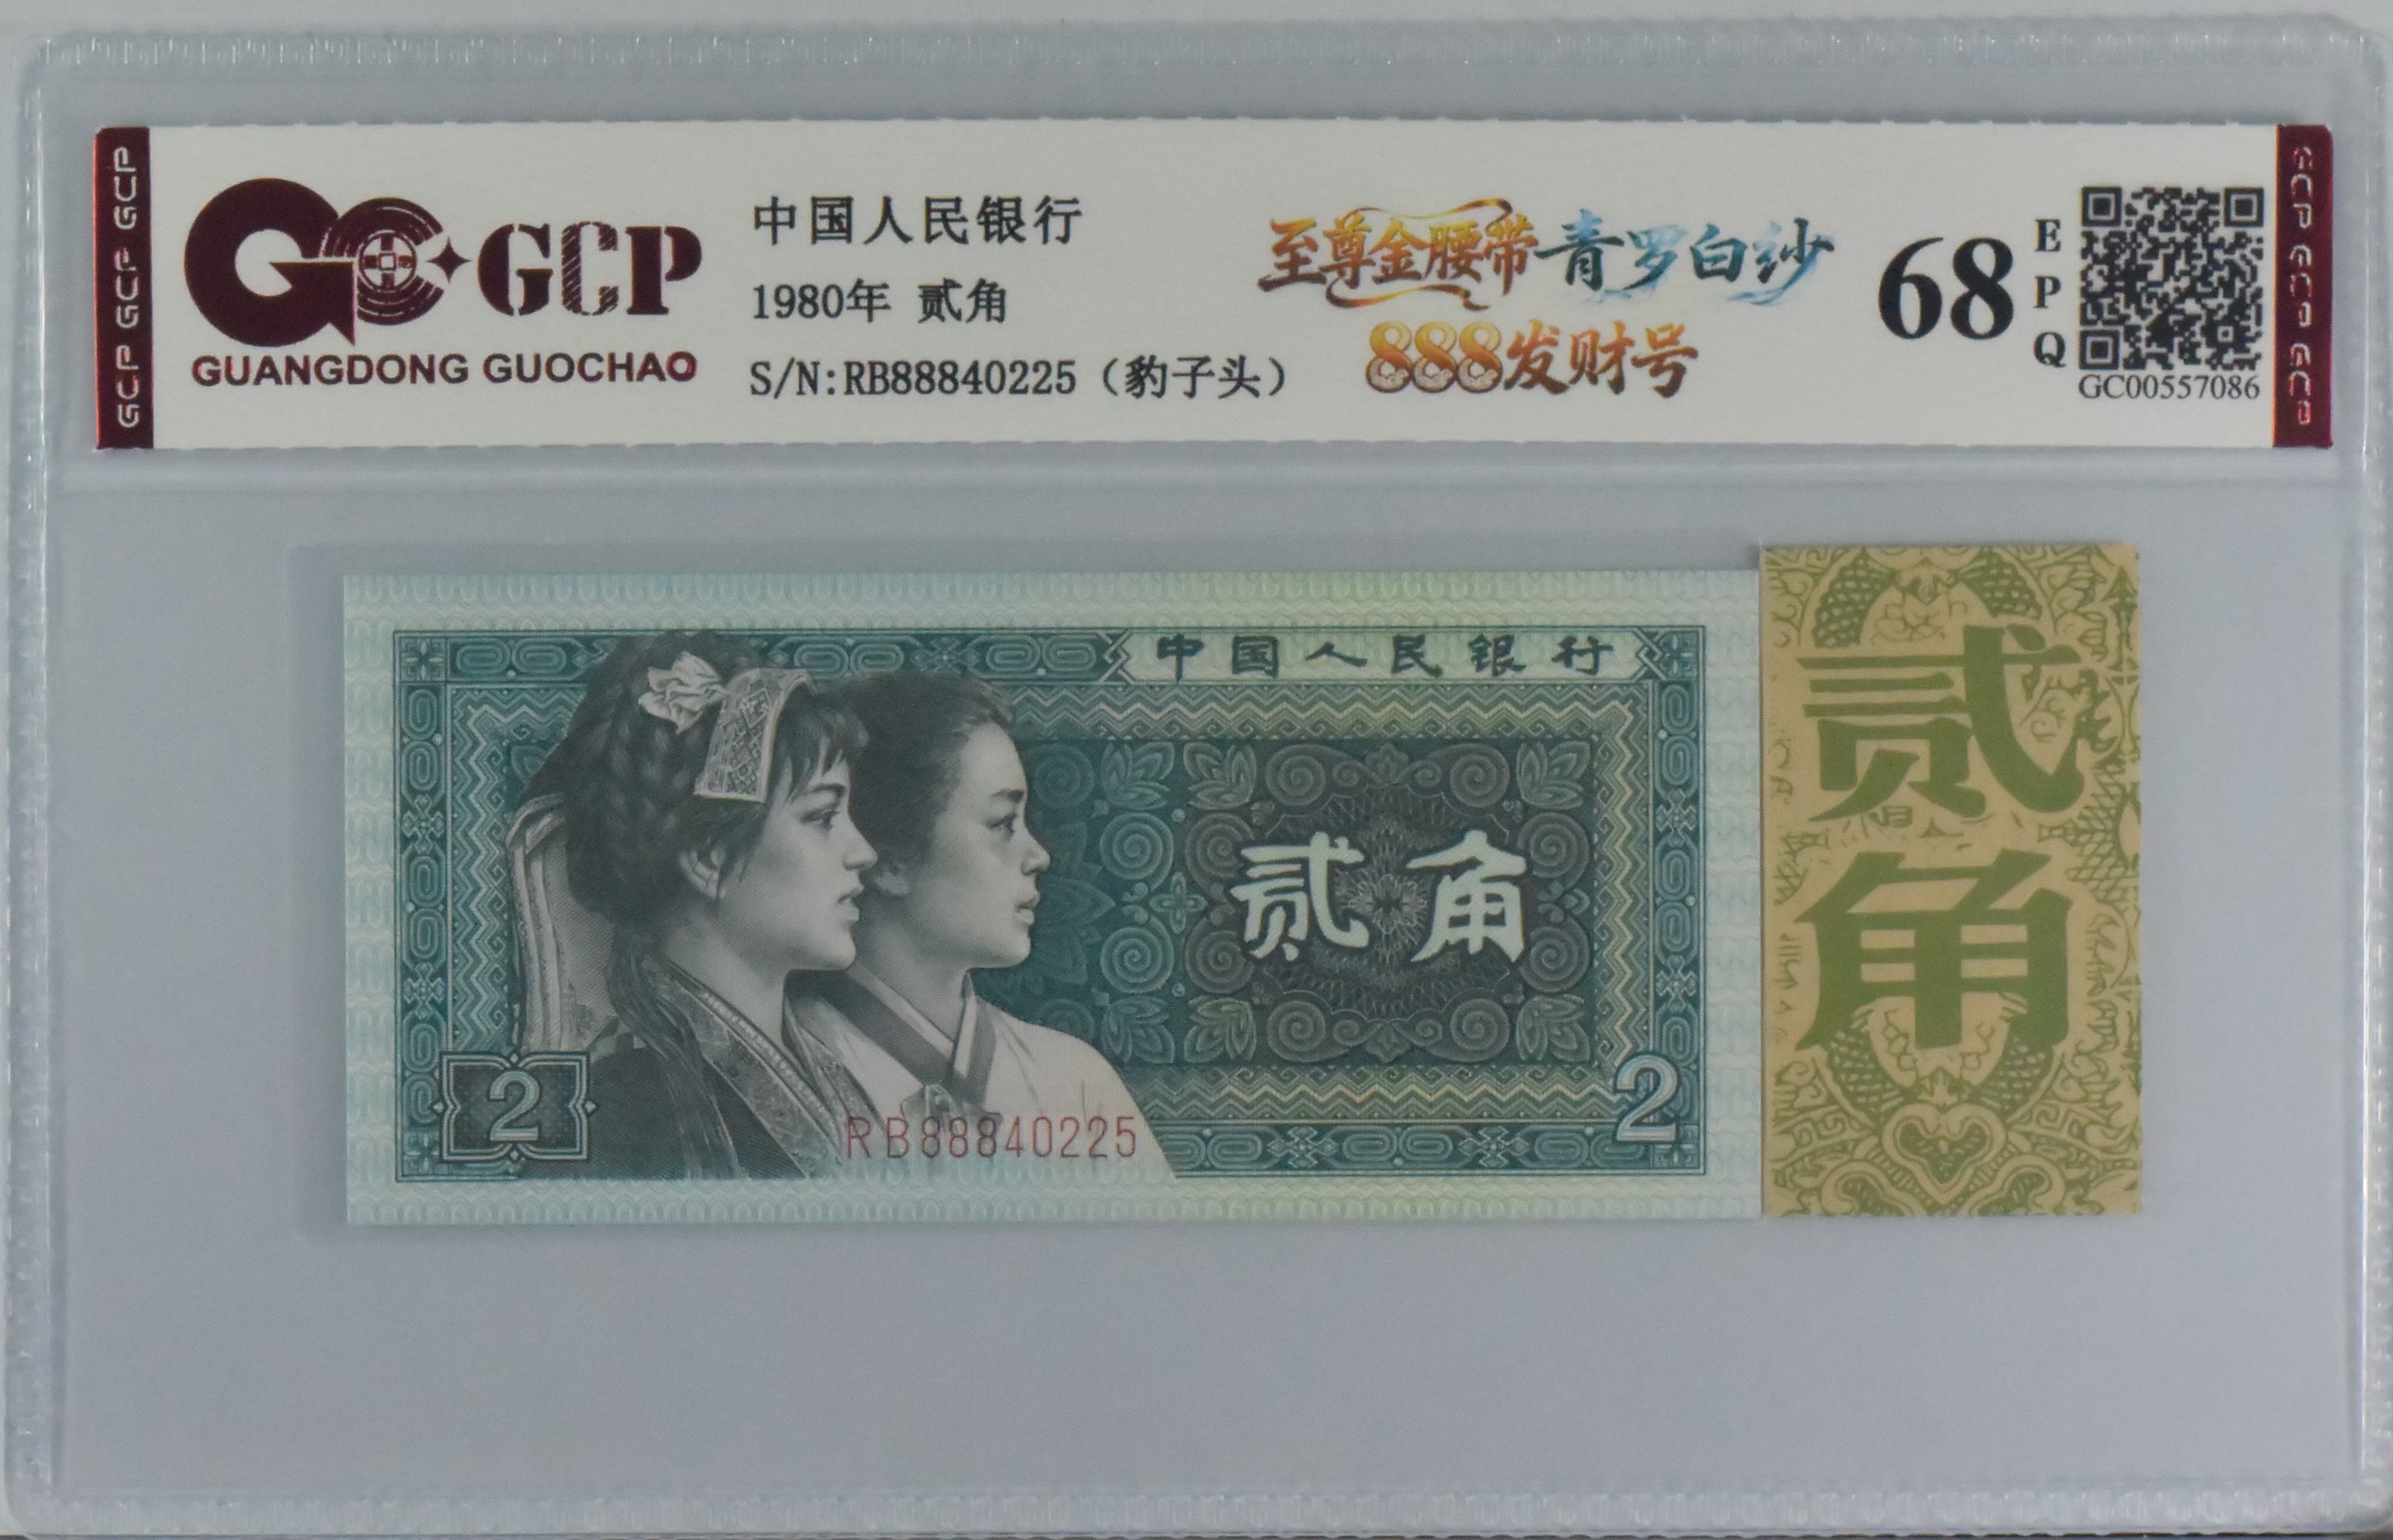 GCP GCP GCP
GCP
GUANGDONG GUOCHAO
中国人民银行
1980年 贰角
S/N:RB88840225（豹子头）
至尊金腰带青罗白纱
888发财号
68
E
P
Q
GC00557086
GCP GCP GCP
中国人民银行
贰角
2
RB88840225
2
贰
角